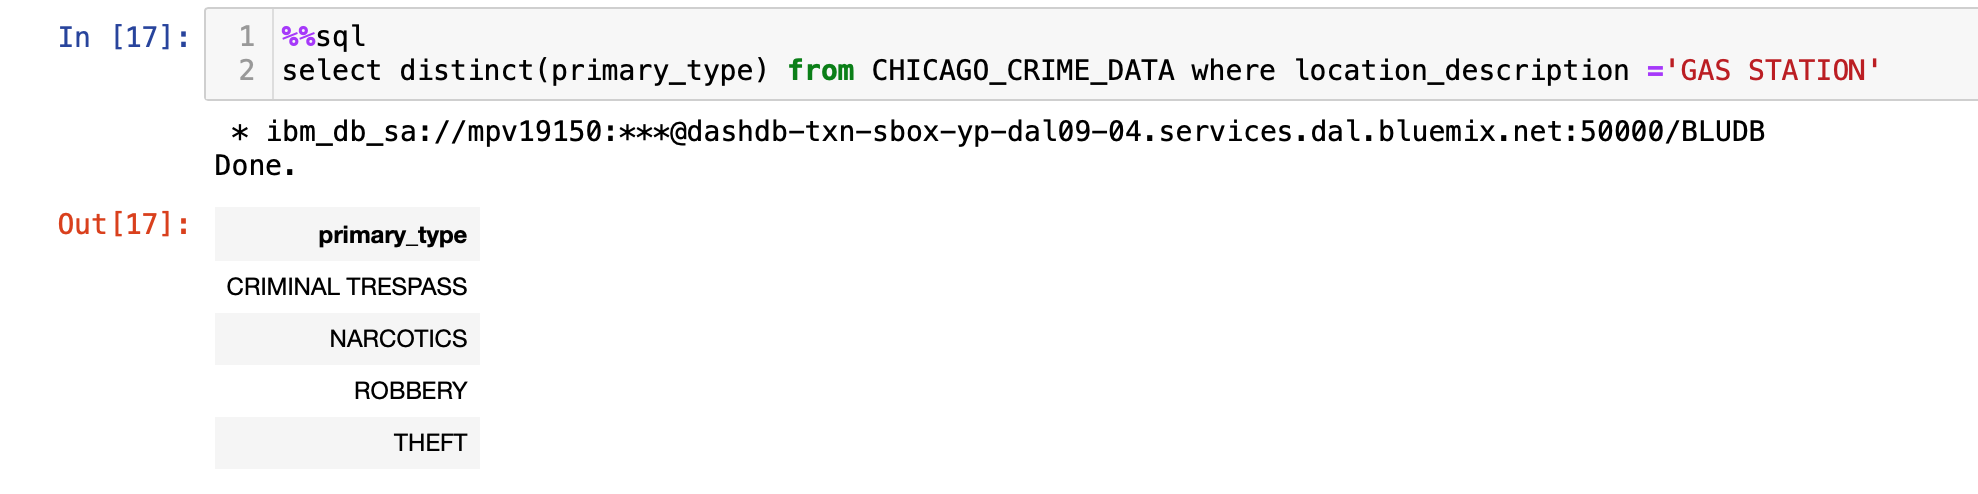 In [17]:
1 %%sql
2 select distinct(primary_type) from CHICAGO_CRIME_DATA where location_description ='GAS STATION'
* ibm_db_sa://mpv19150:***@dashdb-txn-sbox-yp-dal09-04.services.dal.bluemix.net:50000/BLUDB
Done.
Out[17]:
primary_type
CRIMINAL TRESPASS
NARCOTICS
ROBBERY
THEFT